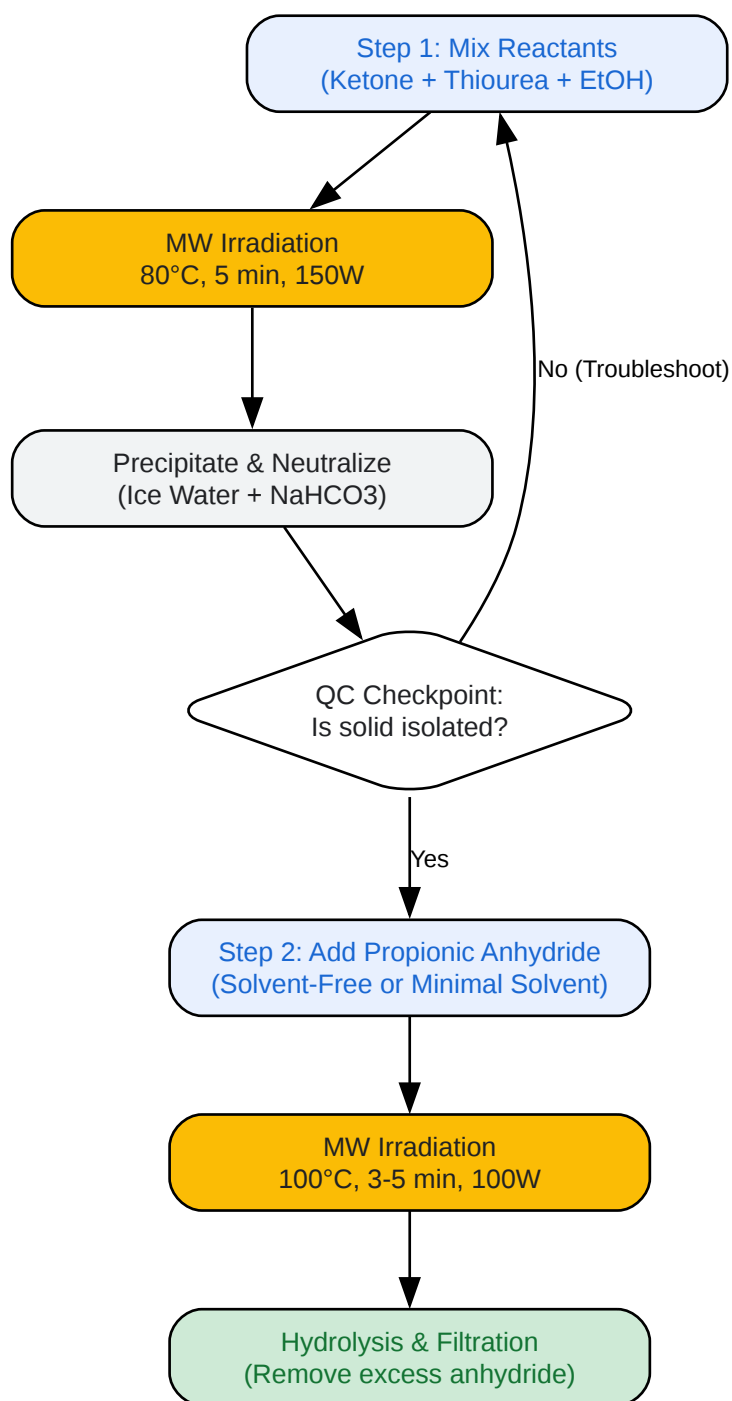 Step 1: Mix Reactants
(Ketone + Thiourea + EtOH)
MW Irradiation
80°C, 5 min, 150W
No (Troubleshoot)
Precipitate & Neutralize
(Ice Water + NaHCO3)
QC Checkpoint:
Is solid isolated?
Yes
Step 2: Add Propionic Anhydride
(Solvent-Free or Minimal Solvent)
MW Irradiation
100°C, 3-5 min, 100W
Hydrolysis & Filtration
(Remove excess anhydride)